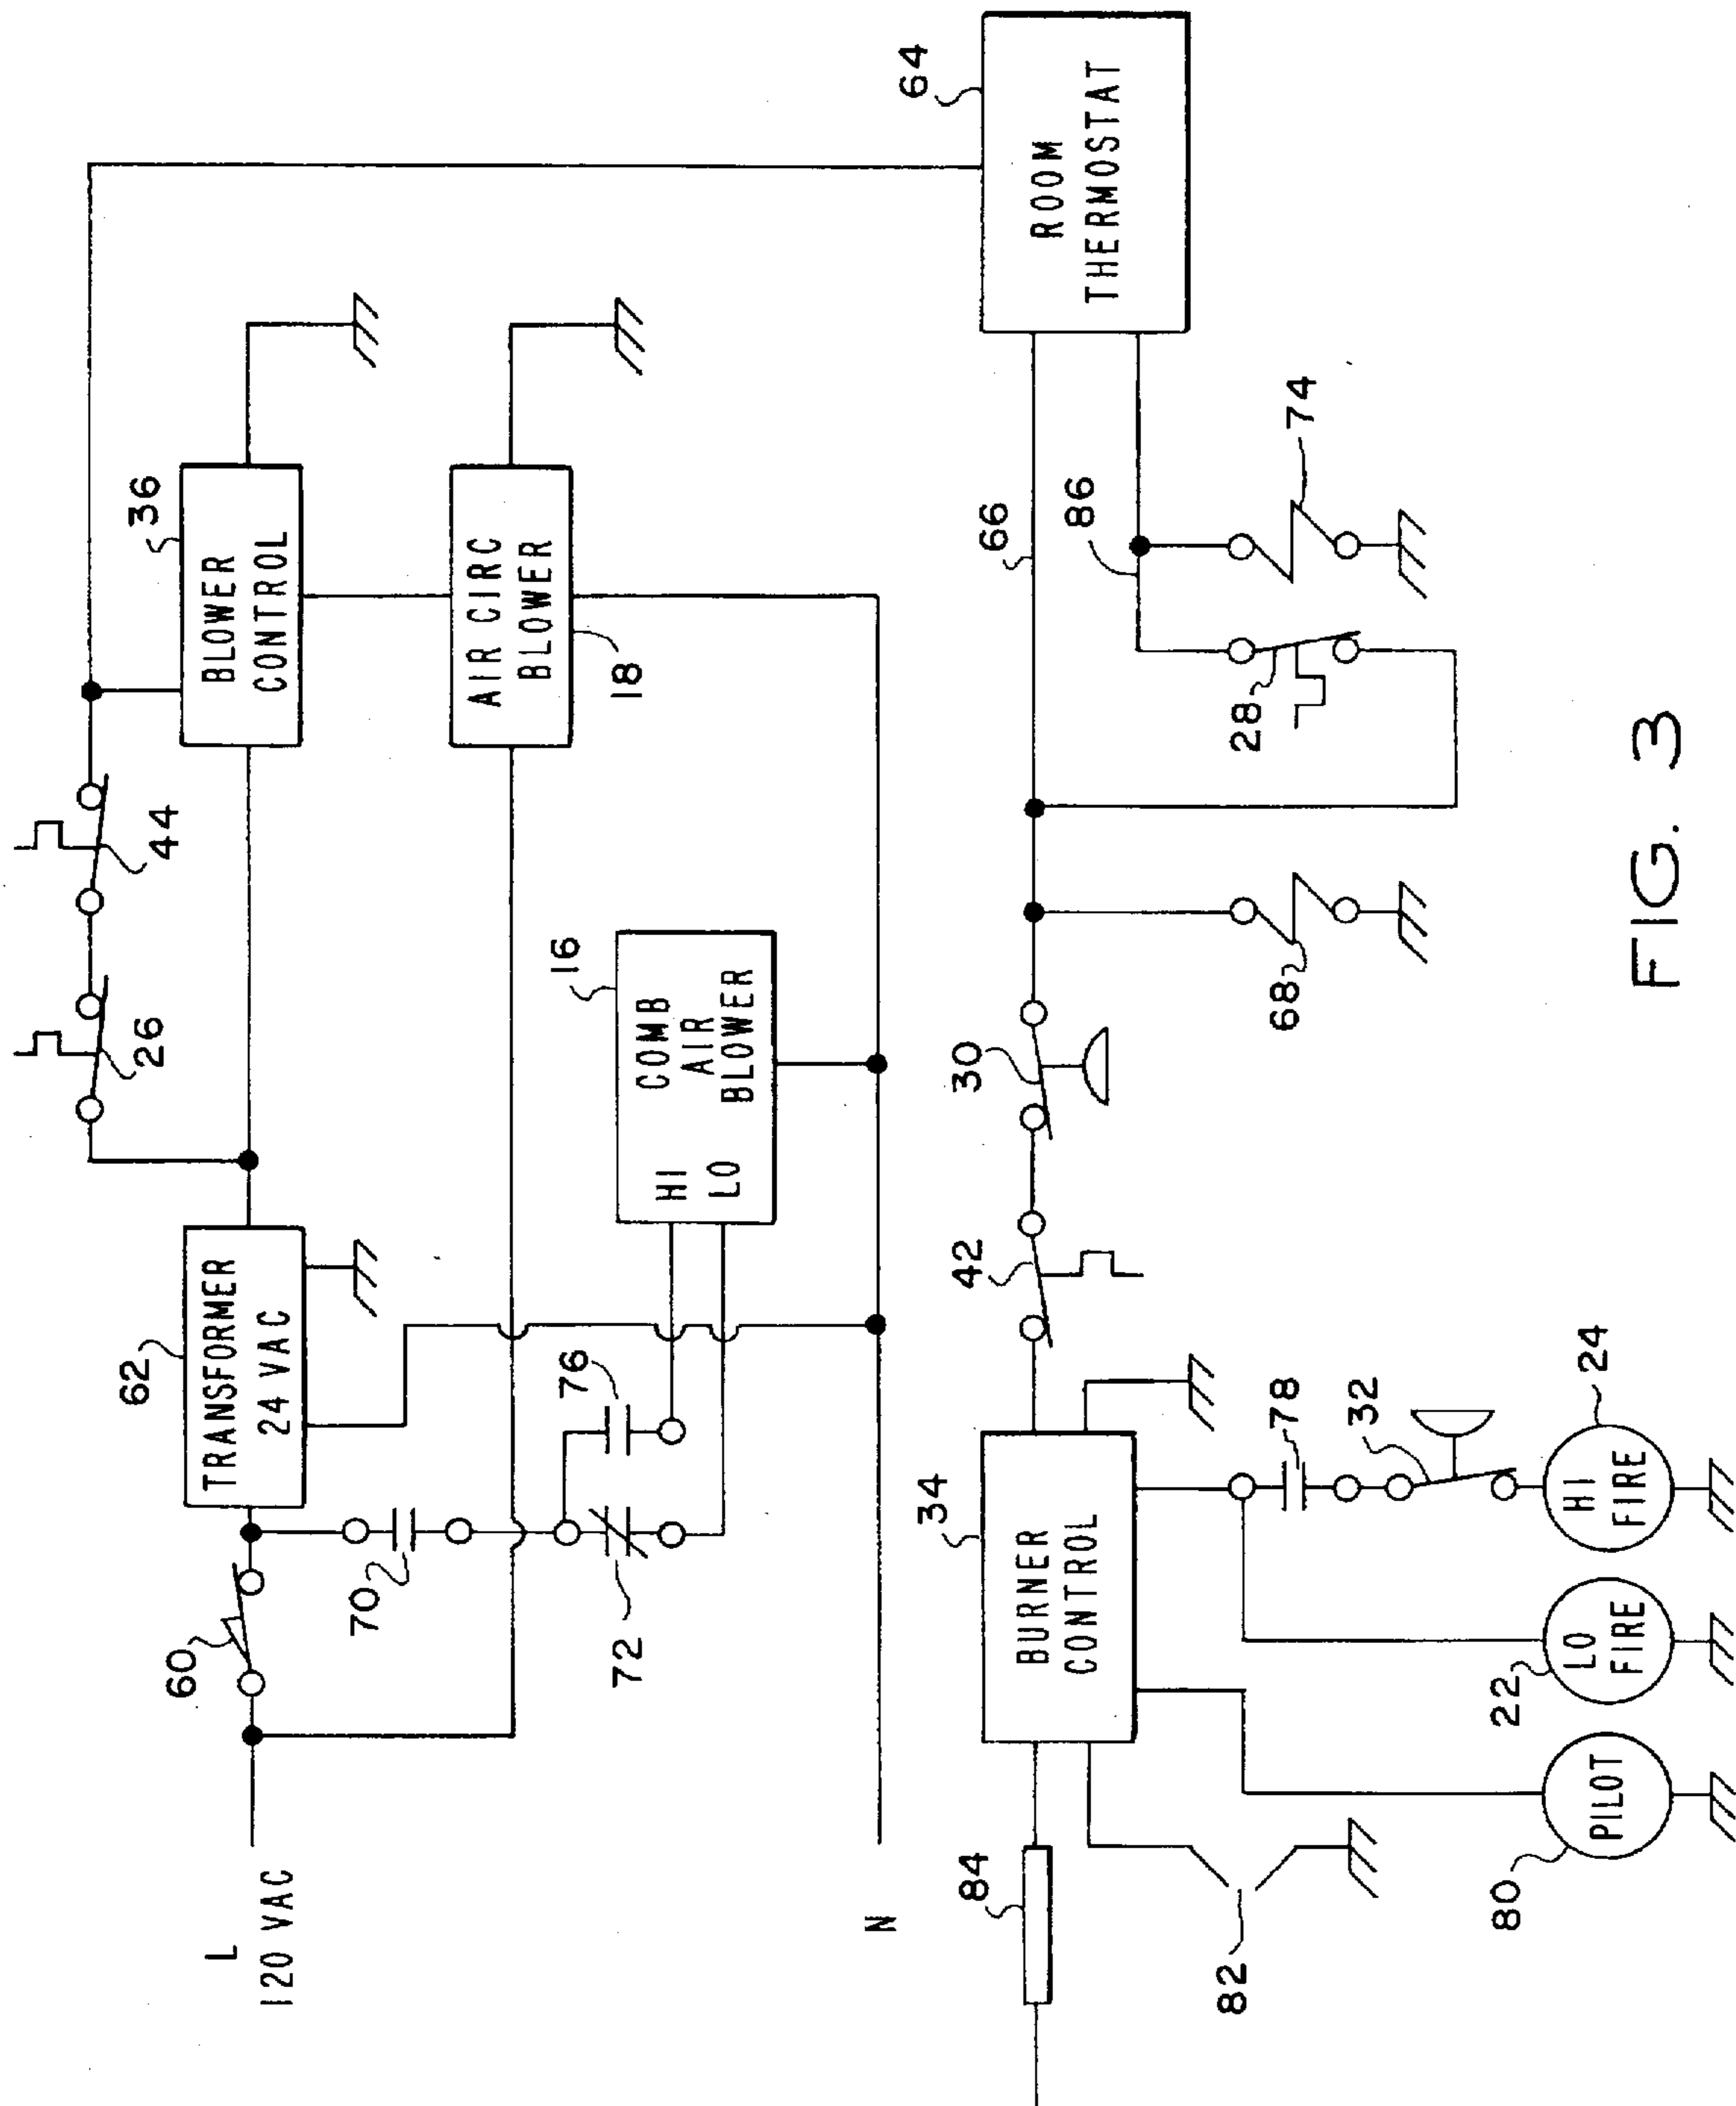 L
120 VAC
60
62
TRANSFORMER
24 VAC
26
44
36
BLOWER
CONTROL
70
72
76
AIR CIRC
BLOWER
18
16
COMB
AIR
BLOWER
HI
LO
N
64
ROOM
THERMOSTAT
66
86
84
82
34
BURNER
CONTROL
42
30
68
28
74
78
32
80
PILOT
22
LO
FIRE
24
HI
FIRE
FIG. 3